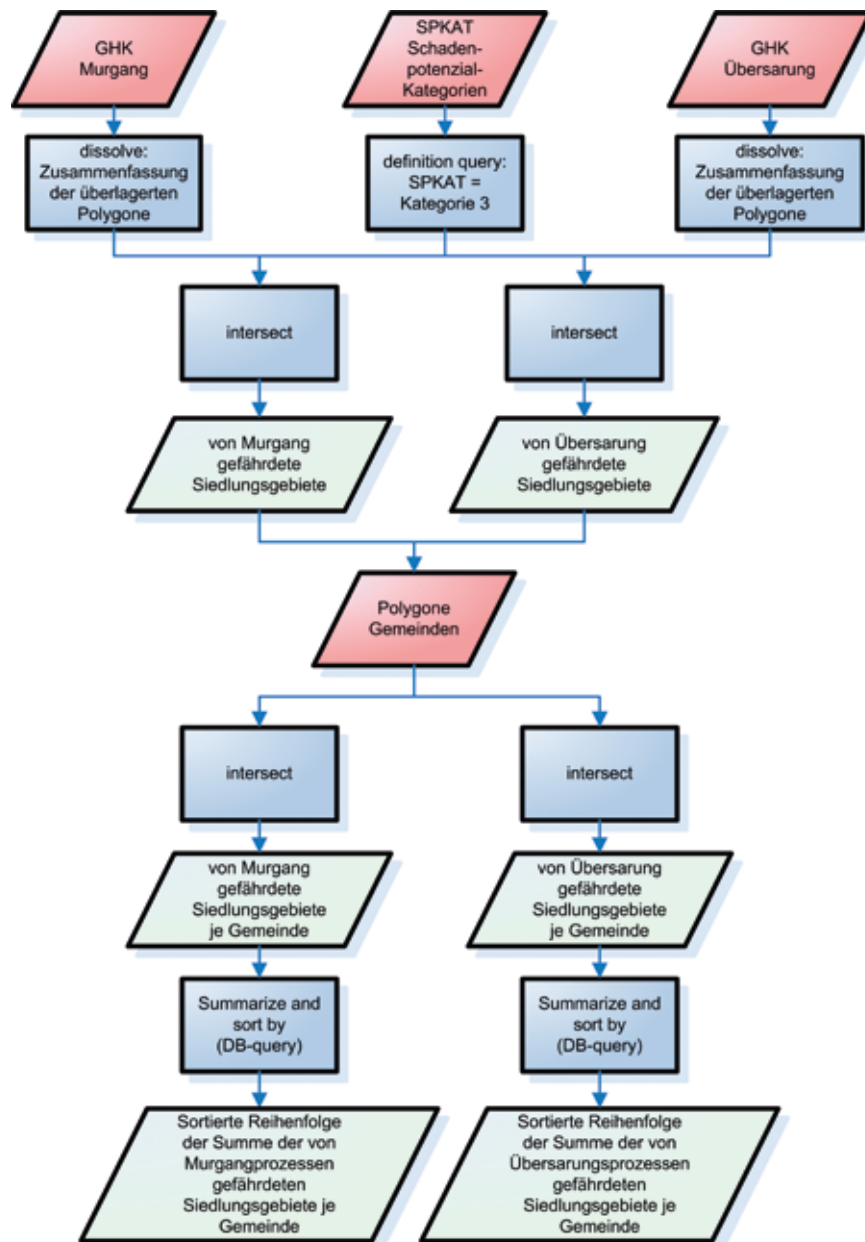 GHK
Murgang
SPKAT
Schaden-
potenzial-
Kategorien
GHK
Übersarung
dissolve:
Zusammenfassung
der überlagerten
Polygone
definition query:
SPKAT =
Kategorie 3
dissolve:
Zusammenfassung
der überlagerten
Polygone
intersect
intersect
von Murgang
gefährdete
Siedlungsgebiete
von Übersarung
gefährdete
Siedlungsgebiete
Polygone
Gemeinden
intersect
intersect
von Murgang
gefährdete
Siedlungsgebiete
je Gemeinde
von Übersarung
gefährdete
Siedlungsgebiete
je Gemeinde
Summarize and
sort by
(DB-query)
Summarize and
sort by
(DB-query)
Sortierte Reihenfolge
der Summe der von
Murgangprozessen
gefährdeten
Siedlungsgebiete je
Gemeinde
Sortierte Reihenfolge
der Summe der von
Übersarungsprozessen
gefährdeten
Siedlungsgebiete je
Gemeinde